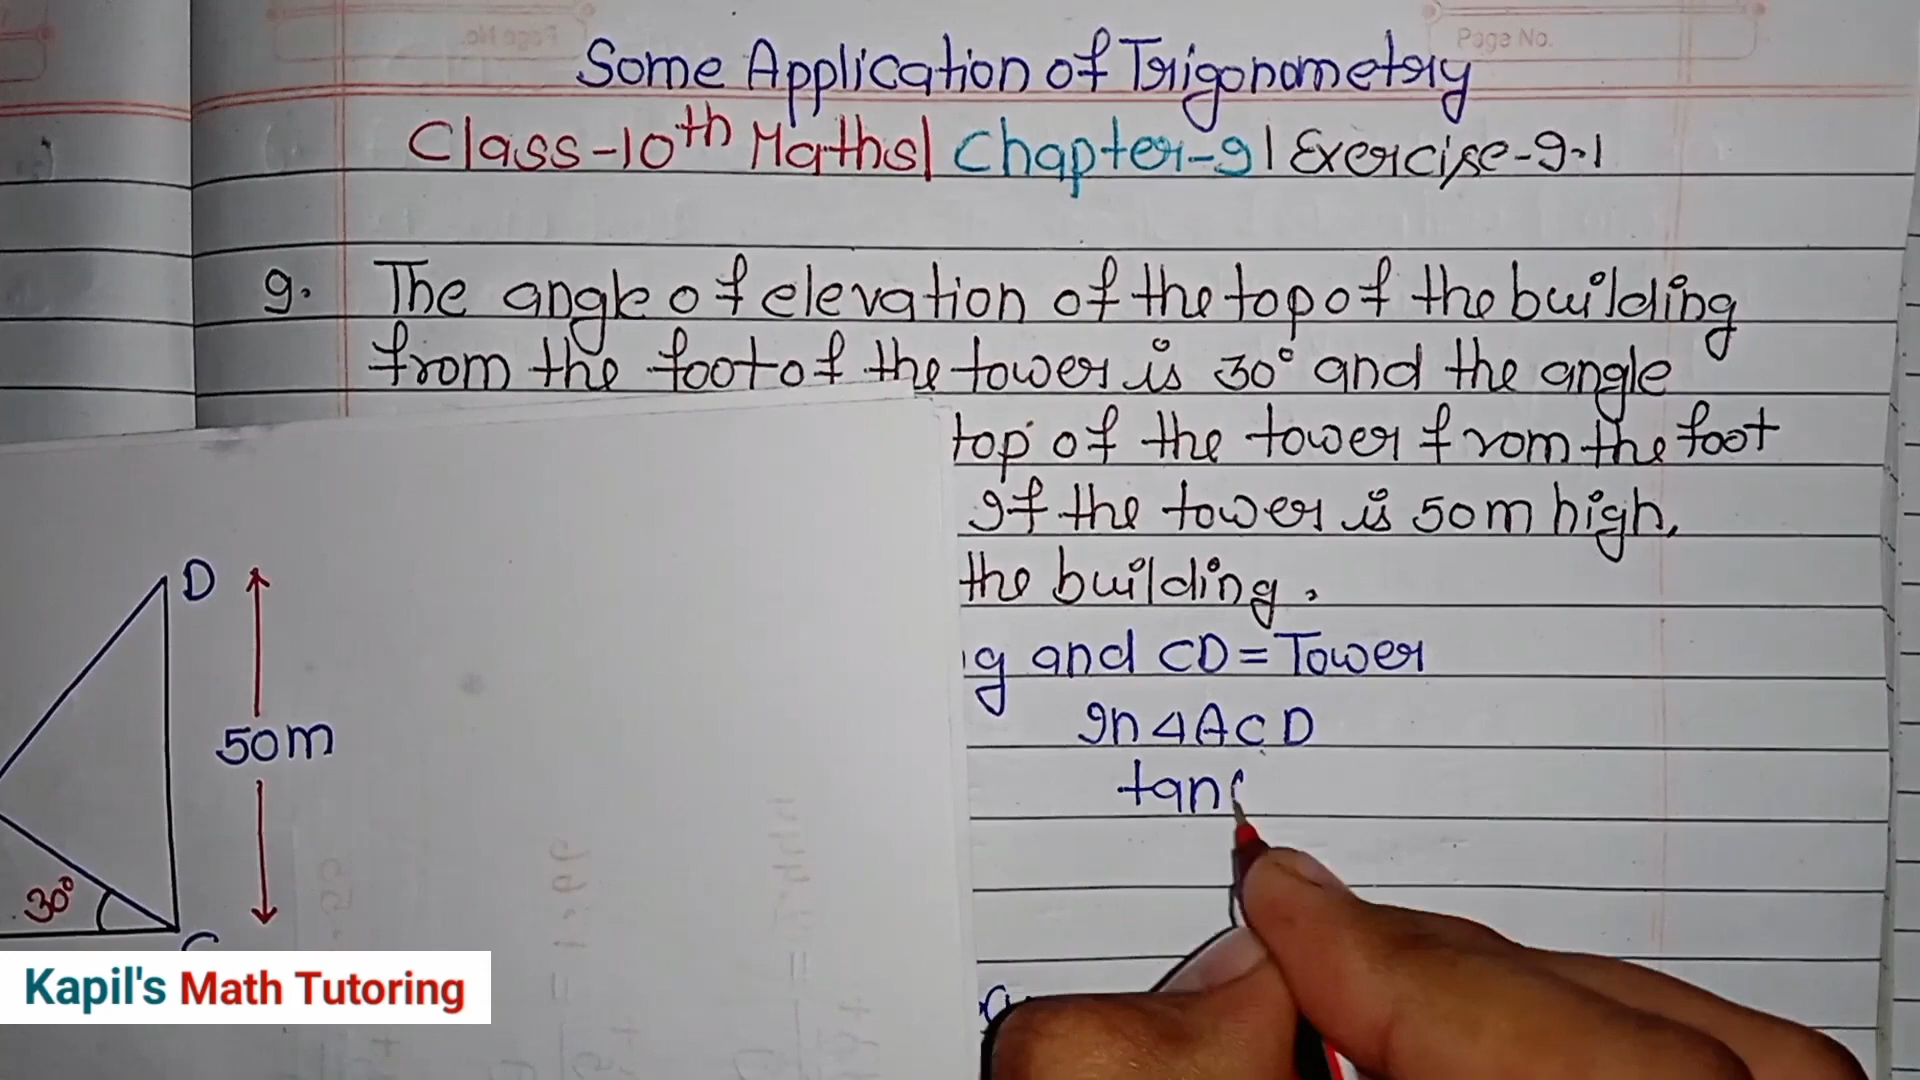 Page No.
Some Application of Trigonometry
Class-10th Maths| Chapter-9| Exercise-9.1
9. The angle of elevation of the top of the building
from the foot of the tower is 30° and the angle
top of the tower from the foot
If the tower is 50m high,
the building.
and CD = Tower
In △ACD
tan
D
50m
30°
C
Kapil's Math Tutoring